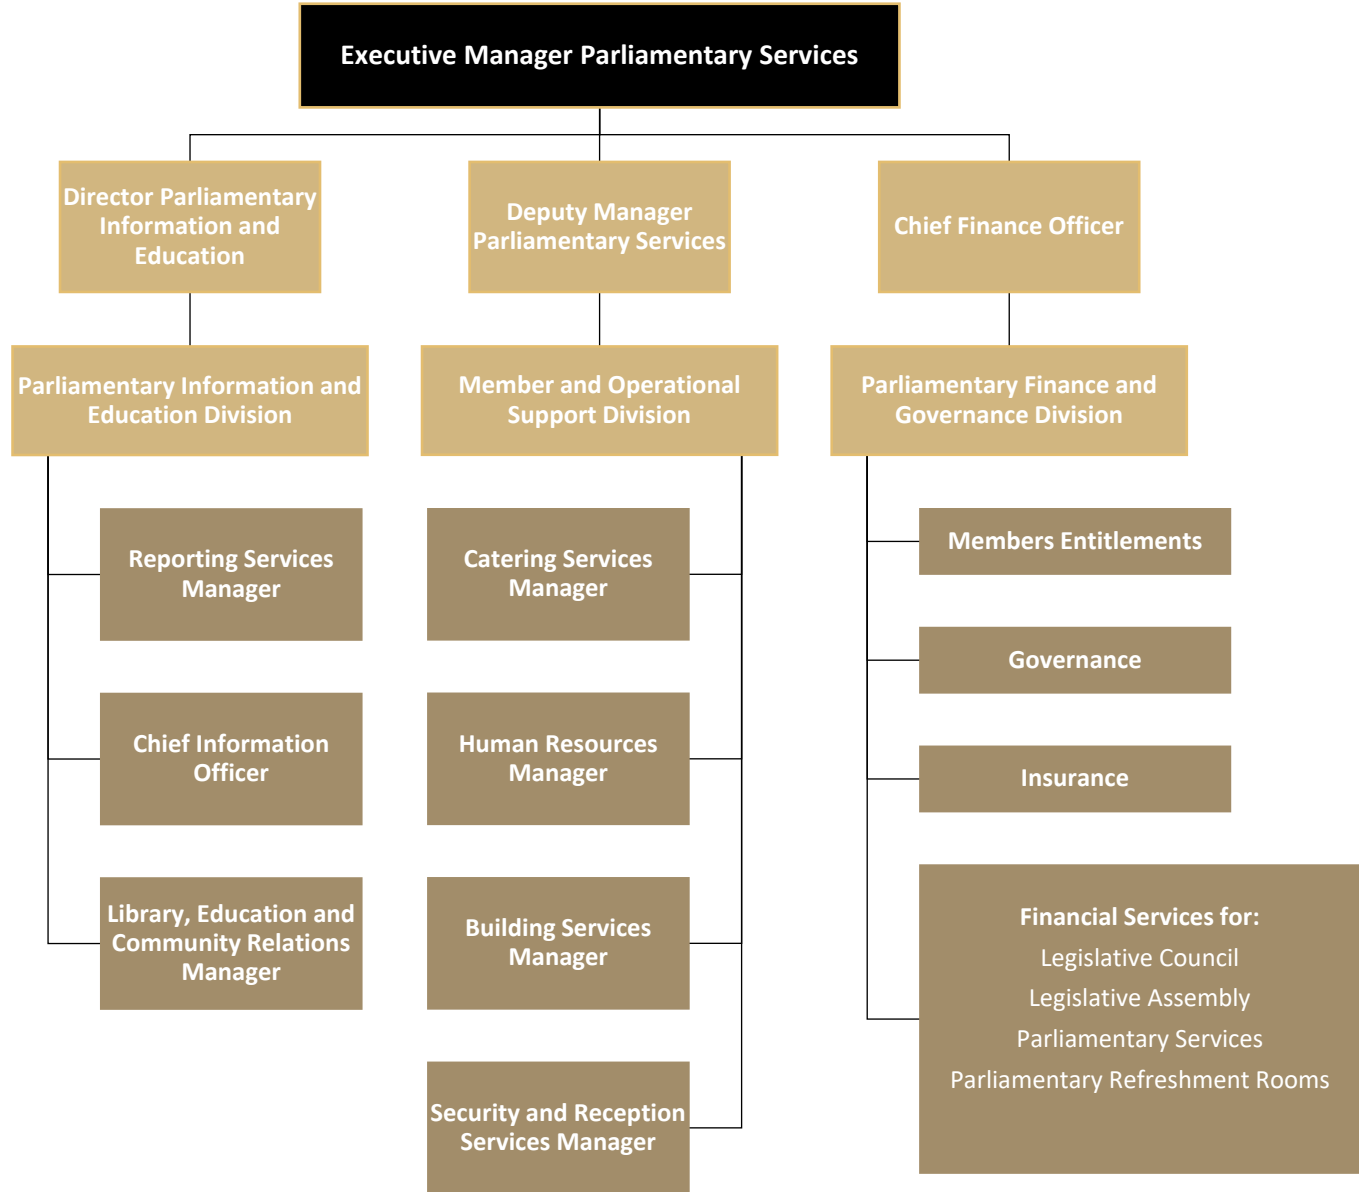 Executive Manager Parliamentary Services
Director Parliamentary
Information and
Education
Deputy Manager
Parliamentary Services
Chief Finance Officer
Parliamentary Information and
Education Division
Member and Operational
Support Division
Parliamentary Finance and
Governance Division
Reporting Services
Manager
Chief Information
Officer
Library, Education and
Community Relations
Manager
Catering Services
Manager
Human Resources
Manager
Building Services
Manager
Security and Reception
Services Manager
Members Entitlements
Governance
Insurance
Financial Services for:
Legislative Council
Legislative Assembly
Parliamentary Services
Parliamentary Refreshment Rooms